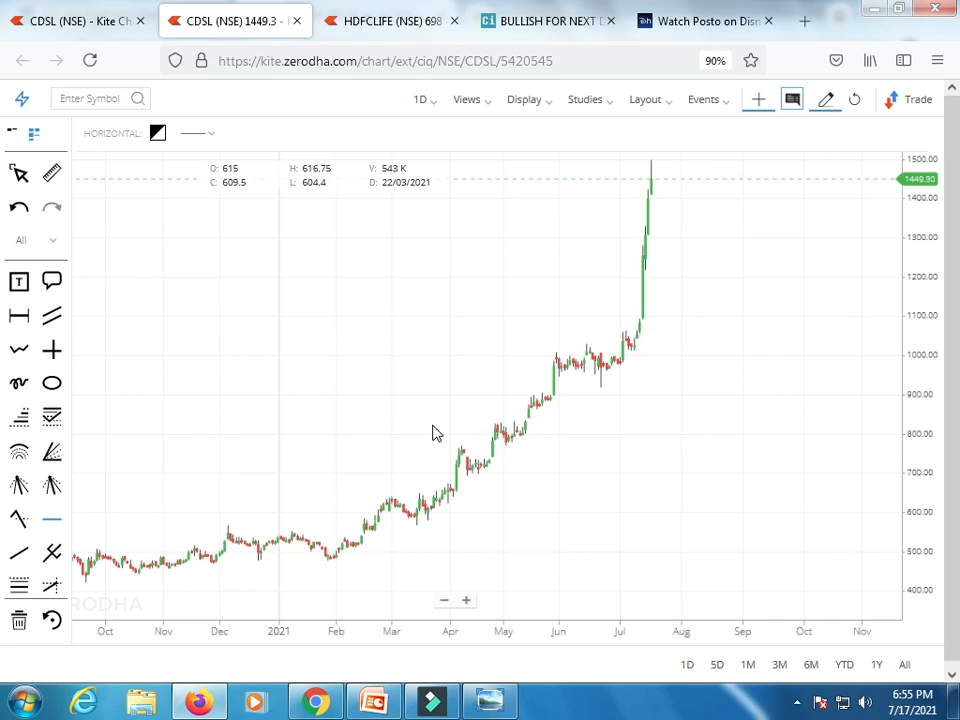 CDSL (NSE) - Kite Cha
CDSL (NSE) 1449.3 -
HDFCLIFE (NSE) 698
Ci
BULLISH FOR NEXT D
Watch Posto on Disn
https://kite.zerodha.com/chart/ext/ciq/NSE/CDSL/5420545
90%
Enter Symbol
1D
Views
Display
Studies
Layout
Events
Trade
HORIZONTAL:
O: 615
H: 616.75
V: 543 K
C: 609.5
L: 604.4
D: 22/03/2021
All
T
1500.00
1449.30
1400.00
1300.00
1200.00
1100.00
1000.00
900.00
800.00
700.00
600.00
500.00
400.00
ERODHA
Oct
Nov
Dec
2021
Feb
Mar
Apr
May
Jun
Jul
Aug
Sep
Oct
Nov
1D
5D
1M
3M
6M
YTD
1Y
All
6:55 PM
7/17/2021